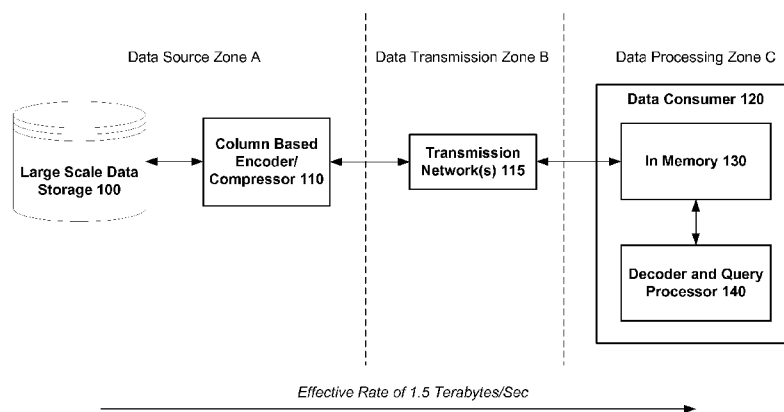 Data Source Zone A
Data Transmission Zone B
Data Processing Zone C
Large Scale Data
Storage 100
Column Based
Encoder/
Compressor 110
Transmission
Network(s) 115
Data Consumer 120
In Memory 130
Decoder and Query
Processor 140
Effective Rate of 1.5 Terabytes/Sec